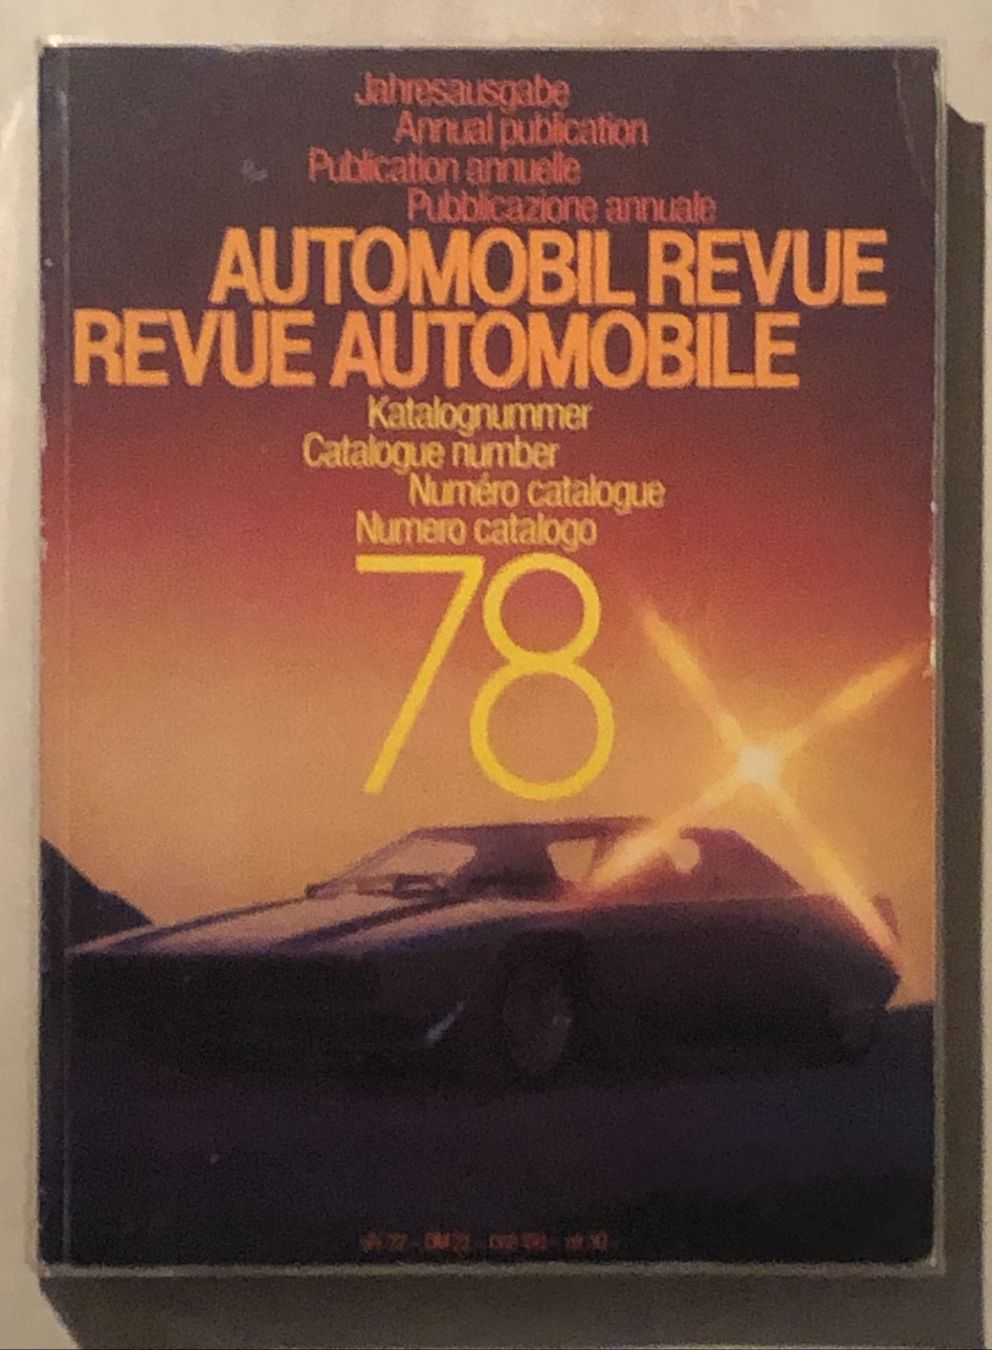 Jahresausgabe
Annual publication
Publication annuelle
Pubblicazione annuale
AUTOMOBIL REVUE
REVUE AUTOMOBILE
Katalognummer
Catalogue number
Numéro catalogue
Numero catalogo
78